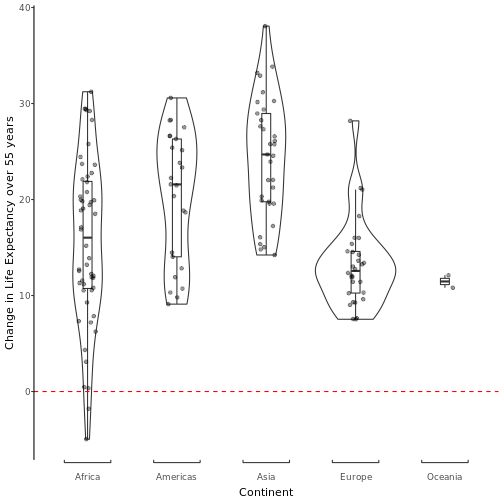 Change in Life Expectancy over 55 years
40
30
20
10
0
Africa
Americas
Asia
Europe
Oceania
Continent